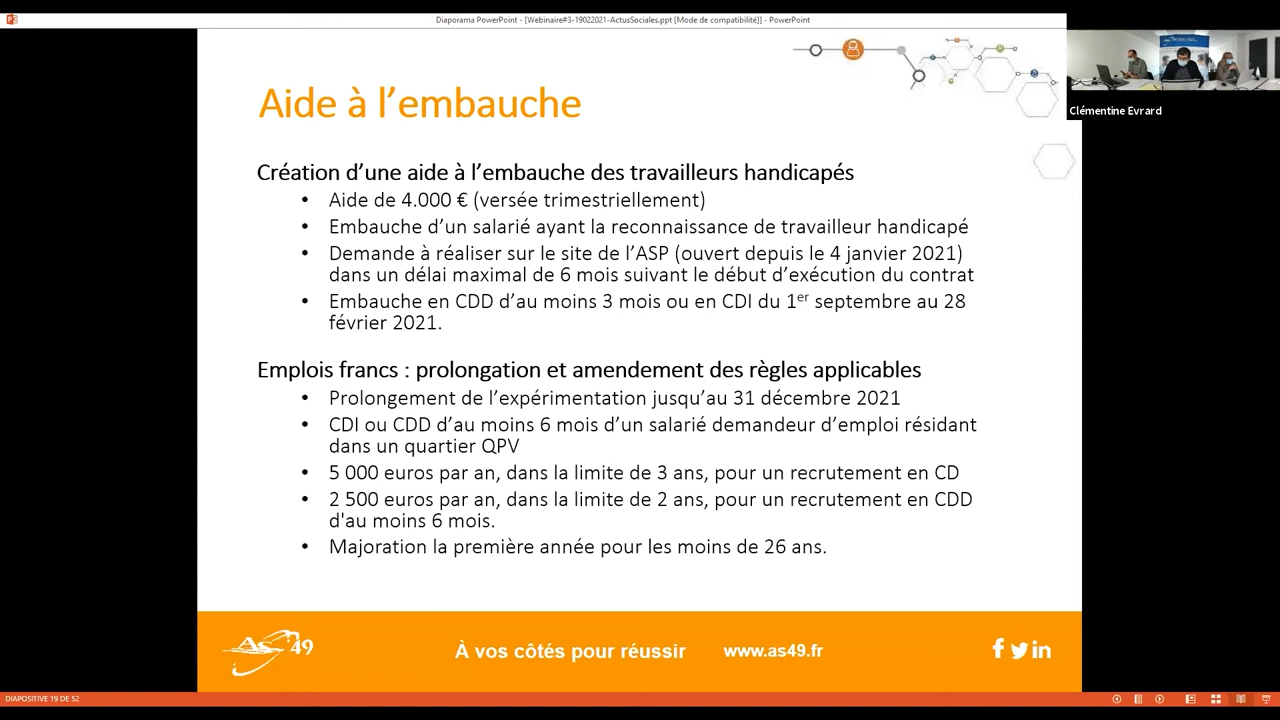 Diaporama PowerPoint - [Webinaire#3-19022021-ActusSociales.ppt [Mode de compatibilité]] - PowerPoint
Clémentine Evrard
Aide à l’embauche
Création d’une aide à l’embauche des travailleurs handicapés
• Aide de 4.000 € (versée trimestriellement)
• Embauche d’un salarié ayant la reconnaissance de travailleur handicapé
• Demande à réaliser sur le site de l’ASP (ouvert depuis le 4 janvier 2021)
dans un délai maximal de 6 mois suivant le début d’exécution du contrat
• Embauche en CDD d’au moins 3 mois ou en CDI du 1er septembre au 28
février 2021.
Emplois francs : prolongation et amendement des règles applicables
• Prolongement de l’expérimentation jusqu’au 31 décembre 2021
• CDI ou CDD d’au moins 6 mois d’un salarié demandeur d’emploi résidant
dans un quartier QPV
• 5 000 euros par an, dans la limite de 3 ans, pour un recrutement en CD
• 2 500 euros par an, dans la limite de 2 ans, pour un recrutement en CDD
d'au moins 6 mois.
• Majoration la première année pour les moins de 26 ans.
As 49
À vos côtés pour réussir
www.as49.fr
DIAPOSITIVE 19 DE 52